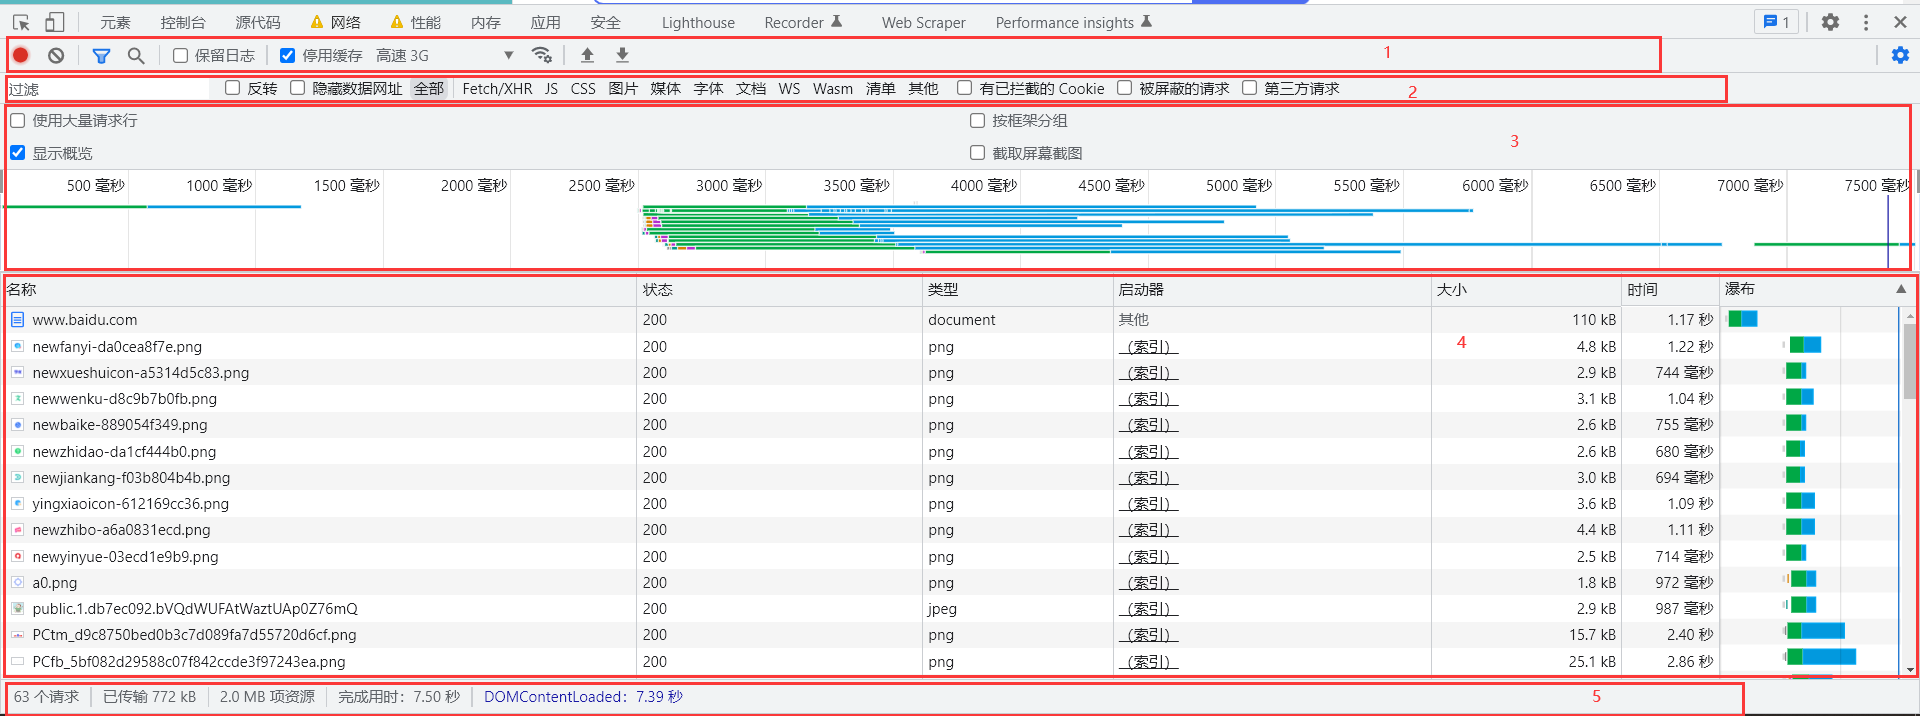 元素 控制台 源代码 网络 性能 内存 应用 安全 Lighthouse Recorder Web Scraper Performance insights 1
保留日志 停用缓存 高速 3G 1
过滤 反转 隐藏数据网址 全部 Fetch/XHR JS CSS 图片 媒体 字体 文档 WS Wasm 清单 其他 有已拦截的 Cookie 被屏蔽的请求 第三方请求 2
使用大量请求行 按框架分组
3
显示概览 截取屏幕截图
500 毫秒 1000 毫秒 1500 毫秒 2000 毫秒 2500 毫秒 3000 毫秒 3500 毫秒 4000 毫秒 4500 毫秒 5000 毫秒 5500 毫秒 6000 毫秒 6500 毫秒 7000 毫秒 7500 毫秒
名称 状态 类型 启动器 大小 时间 瀑布
www.baidu.com 200 document 其他 110 kB 1.17 秒
4
newfanyi-da0cea8f7e.png 200 png （索引） 4.8 kB 1.22 秒
newxueshuicon-a5314d5c83.png 200 png （索引） 2.9 kB 744 毫秒
newwenku-d8c9b7b0fb.png 200 png （索引） 3.1 kB 1.04 秒
newbaike-889054f349.png 200 png （索引） 2.6 kB 755 毫秒
newzhidao-da1cf444b0.png 200 png （索引） 2.6 kB 680 毫秒
newjiankang-f03b804b4b.png 200 png （索引） 3.0 kB 694 毫秒
yingxiaoicon-612169cc36.png 200 png （索引） 3.6 kB 1.09 秒
newzhibo-a6a0831ecd.png 200 png （索引） 4.4 kB 1.11 秒
newyinyue-03ecd1e9b9.png 200 png （索引） 2.5 kB 714 毫秒
a0.png 200 png （索引） 1.8 kB 972 毫秒
public.1.db7ec092.bVQdWUFAtWaztUAp0Z76mQ 200 jpeg （索引） 2.9 kB 987 毫秒
PCtm_d9c8750bed0b3c7d089fa7d55720d6cf.png 200 png （索引） 15.7 kB 2.40 秒
PCfb_5bf082d29588c07f842ccde3f97243ea.png 200 png （索引） 25.1 kB 2.86 秒
63 个请求 已传输 772 kB 2.0 MB 项资源 完成用时：7.50 秒 DOMContentLoaded：7.39 秒 5